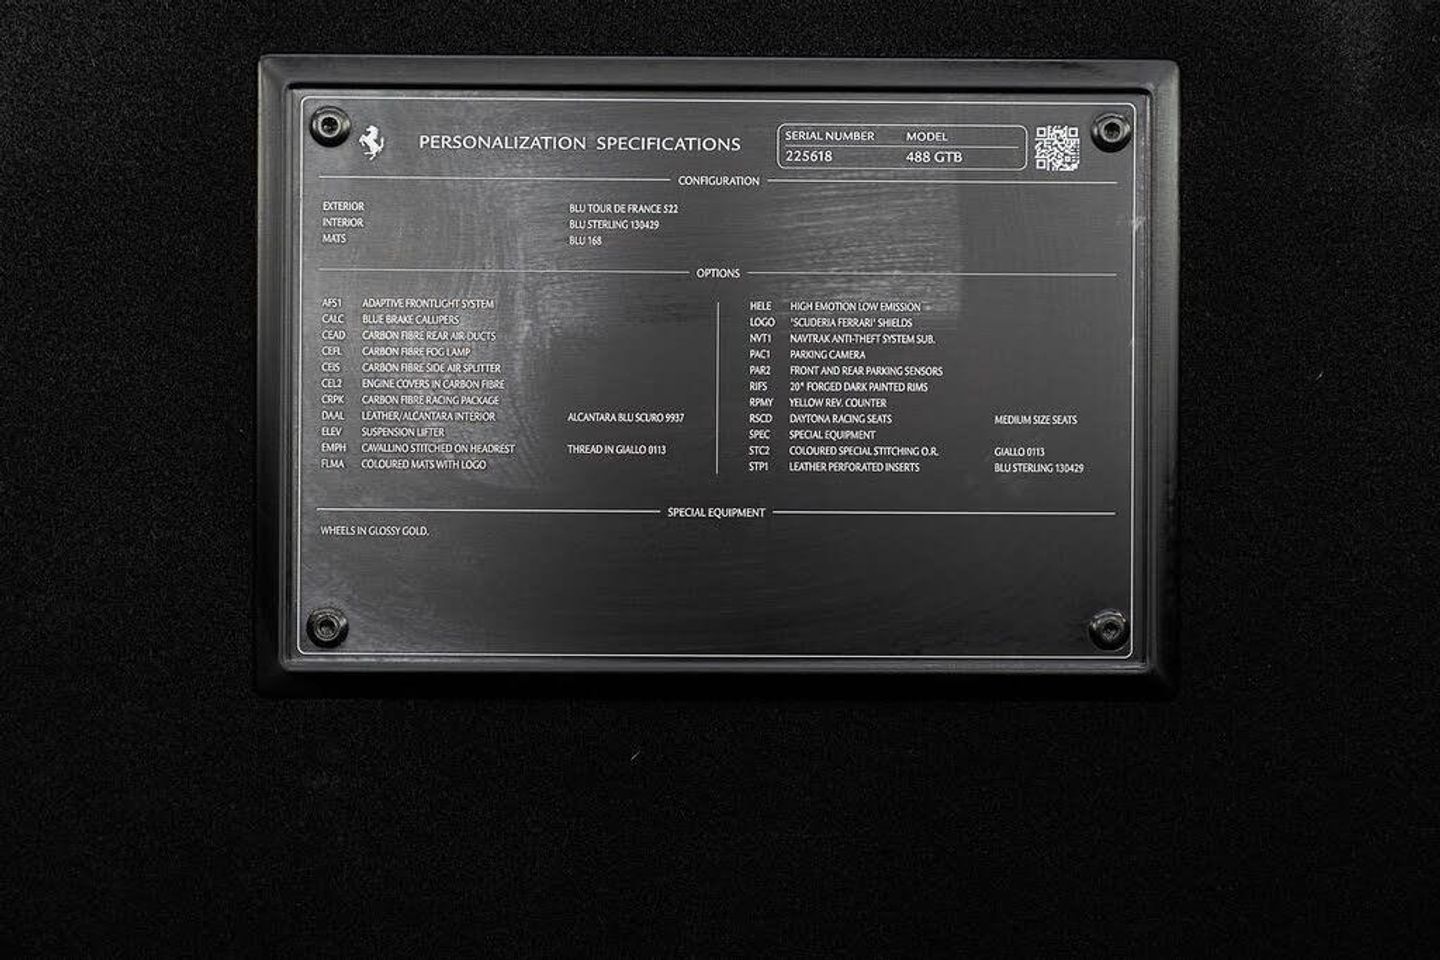 PERSONALIZATION SPECIFICATIONS
SERIAL NUMBER MODEL
225618 488 GTB
CONFIGURATION
EXTERIOR BLU TOUR DE FRANCE 522
INTERIOR BLU STERLING 130429
MATS BLU 168
OPTIONS
AFS1 ADAPTIVE FRONTLIGHT SYSTEM
CALC BLUE BRAKE CALLIPERS
CEAD CARBON FIBRE REAR AIR-DUCTS
CEFL CARBON FIBRE FOG LAMP
CEIS CARBON FIBRE SIDE AIR SPLITTER
CEL2 ENGINE COVERS IN CARBON FIBRE
CRPK CARBON FIBRE RACING PACKAGE
DAAL LEATHER/ALCANTARA INTERIOR ALCANTARA BLU SCURO 9937
ELEV SUSPENSION LIFTER
EMPH CAVALLINO STITCHED ON HEADREST THREAD IN GIALLO 0113
FLMA COLOURED MATS WITH LOGO
HELE HIGH EMOTION LOW EMISSION
LOGO 'SCUDERIA FERRARI' SHIELDS
NVT1 NAVTRAK ANTI-THEFT SYSTEM SUB.
PAC1 PARKING CAMERA
PAR2 FRONT AND REAR PARKING SENSORS
RIFS 20" FORGED DARK PAINTED RIMS
RPMY YELLOW REV. COUNTER
RSCD DAYTONA RACING SEATS MEDIUM SIZE SEATS
SPEC SPECIAL EQUIPMENT
STC2 COLOURED SPECIAL STITCHING O.R. GIALLO 0113
STP1 LEATHER PERFORATED INSERTS BLU STERLING 130429
SPECIAL EQUIPMENT
WHEELS IN GLOSSY GOLD.